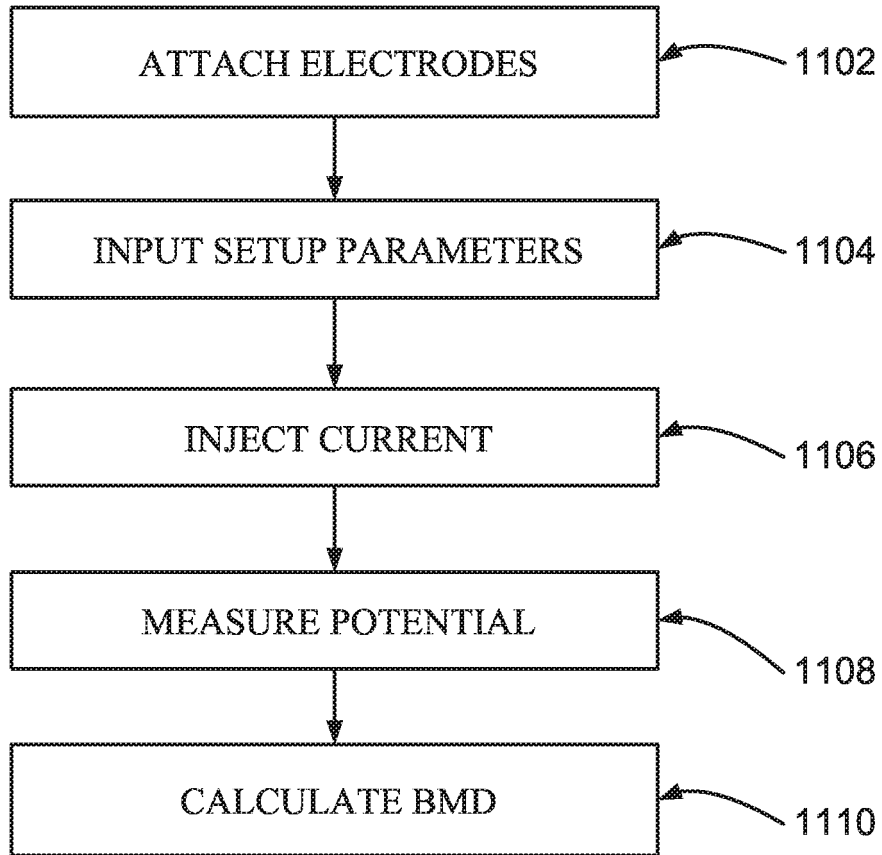 ATTACH ELECTRODES
1102
INPUT SETUP PARAMETERS
1104
INJECT CURRENT
1106
MEASURE POTENTIAL
1108
CALCULATE BMD
1110